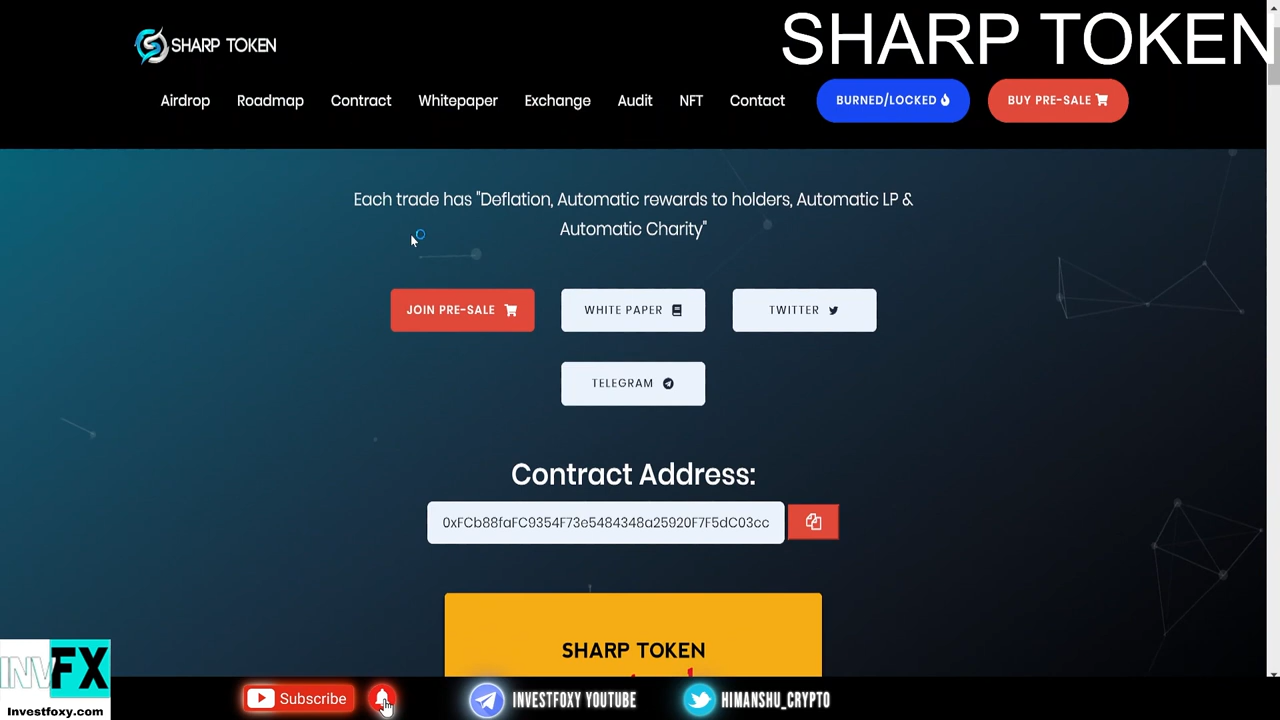 SHARP TOKEN
SHARP TOKEN
Airdrop Roadmap Contract Whitepaper Exchange Audit NFT Contact BURNED/LOCKED BUY PRE-SALE
Each trade has "Deflation, Automatic rewards to holders, Automatic LP &
Automatic Charity"
JOIN PRE-SALE WHITE PAPER TWITTER
TELEGRAM
Contract Address:
0xFCb88faFC9354F73e5484348a25920F7F5dC03cc
SHARP TOKEN
INVFX
Investfoxy.com
Subscribe INVESTFOXY YOUTUBE HIMANSHU_CRYPTO